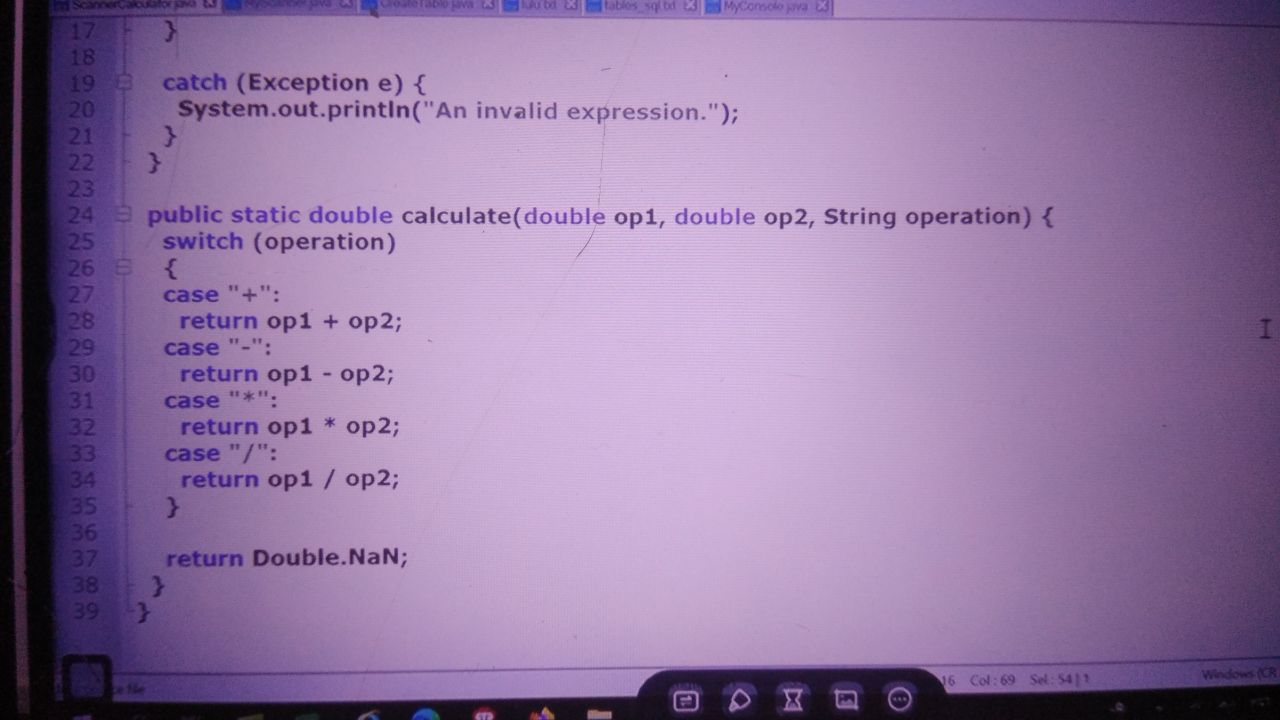 ScannerCalculator.java MyScanner.java CreateTable.java lulu.txt tables_sql.txt MyConsole.java
17 }
18
19 catch (Exception e) {
20 System.out.println("An invalid expression.");
21 }
22 }
23
24 public static double calculate(double op1, double op2, String operation) {
25 switch (operation)
26 {
27 case "+":
28 return op1 + op2;
29 case "-":
30 return op1 - op2;
31 case "*":
32 return op1 * op2;
33 case "/":
34 return op1 / op2;
35 }
36
37 return Double.NaN;
38 }
39 }
file 16 Col : 69 Sel : 54 | 1 Windows (CR